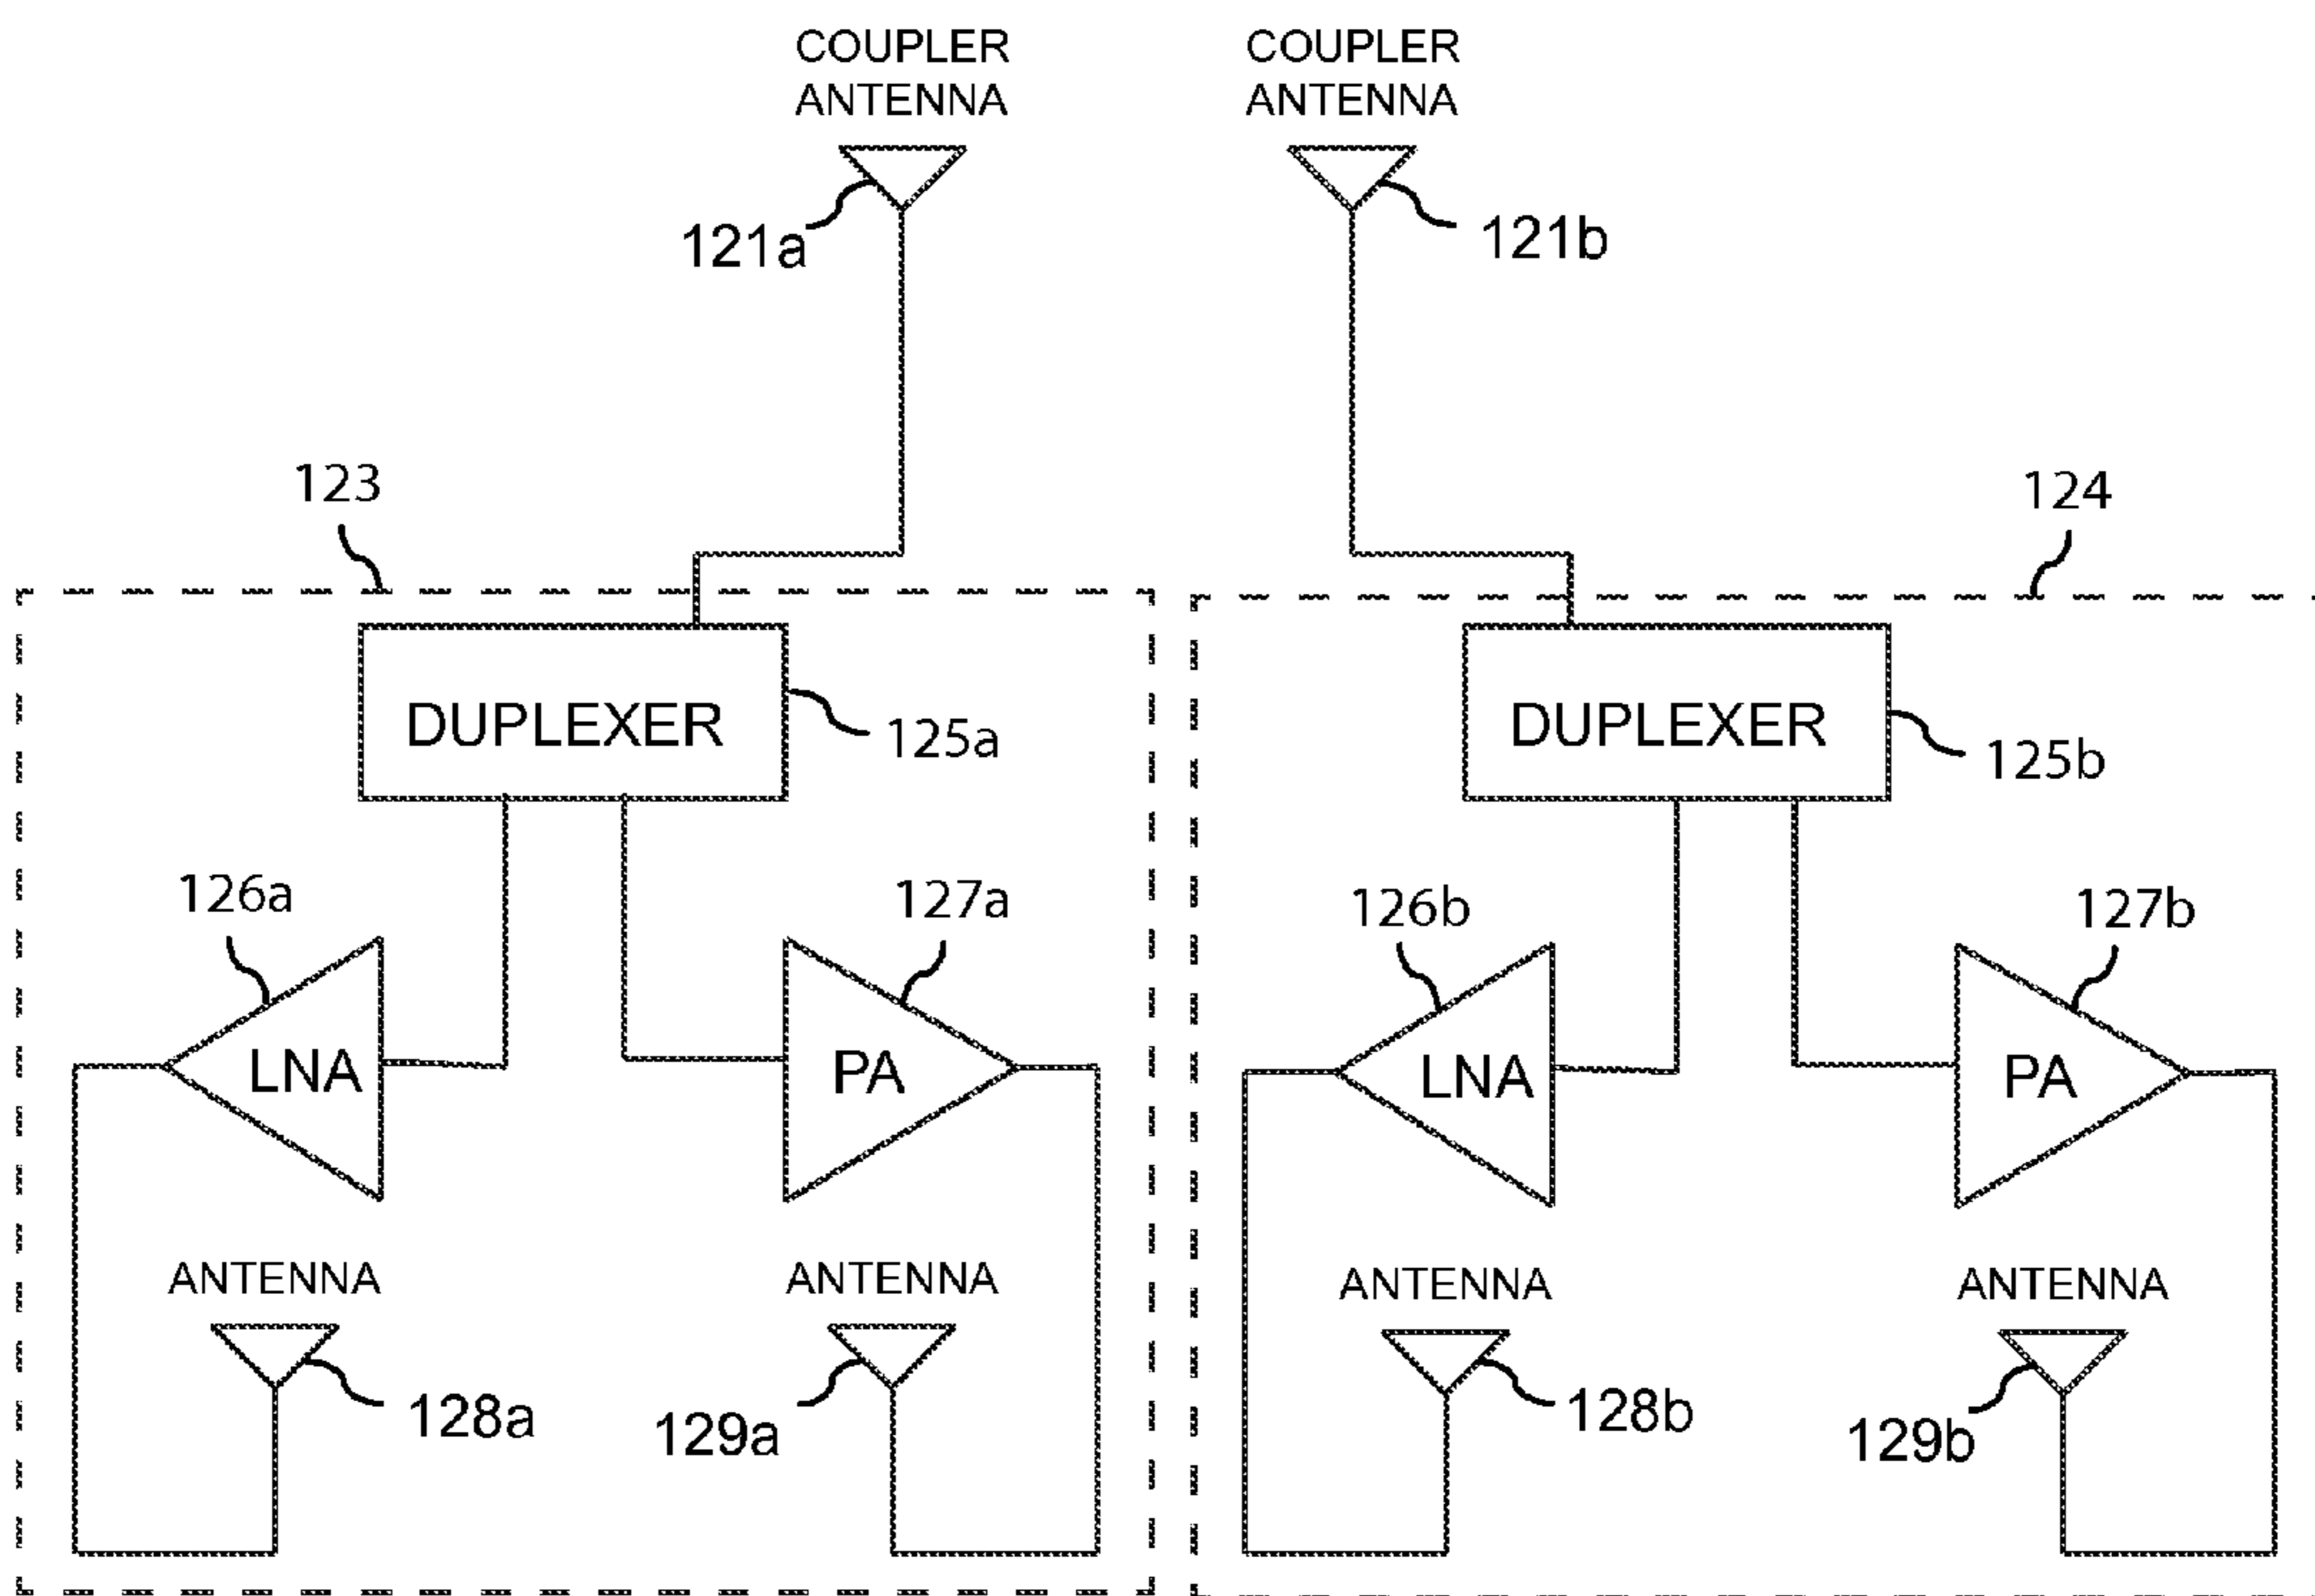 COUPLER
ANTENNA
COUPLER
ANTENNA
121a
121b
123
124
DUPLEXER
125a
DUPLEXER
125b
126a
127a
126b
127b
LNA
PA
LNA
PA
ANTENNA
ANTENNA
ANTENNA
ANTENNA
128a
129a
128b
129b